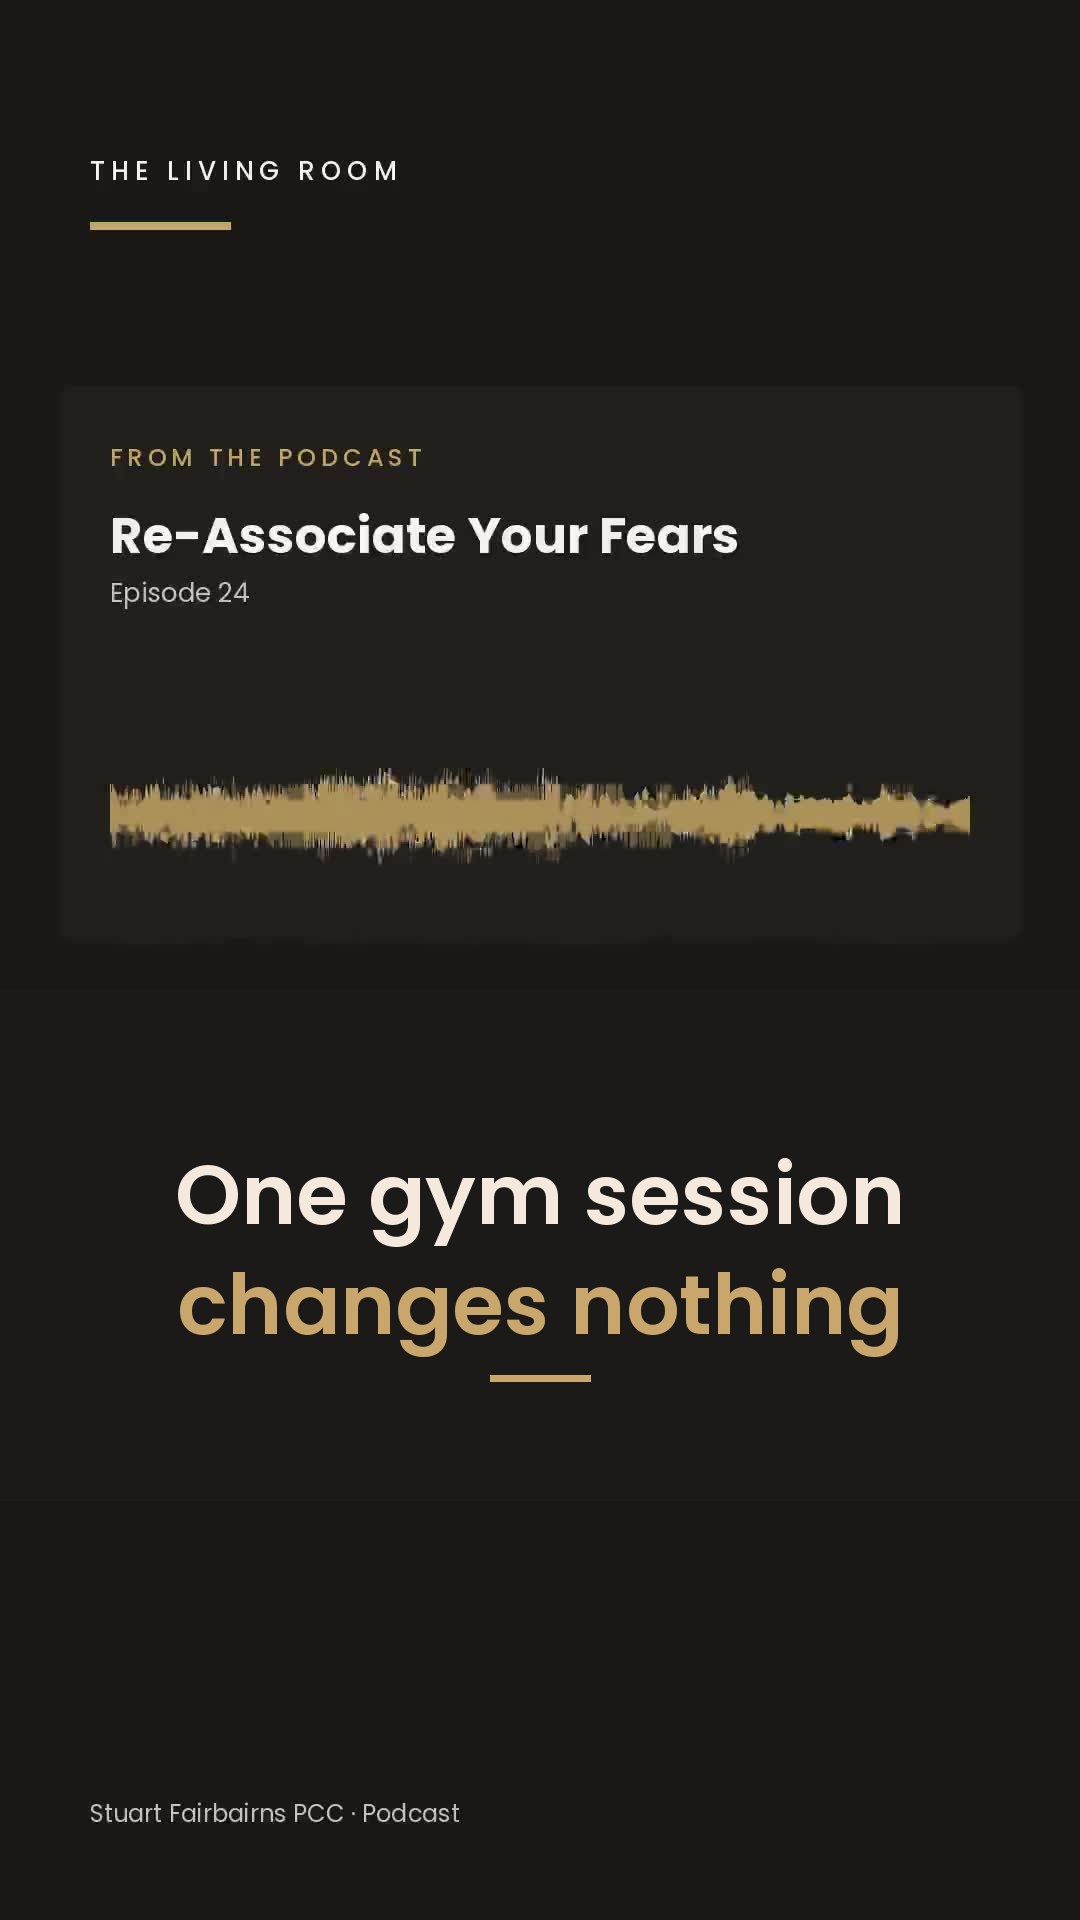 THE LIVING ROOM
FROM THE PODCAST
Re-Associate Your Fears
Episode 24
One gym session
changes nothing
Stuart Fairbairns PCC · Podcast